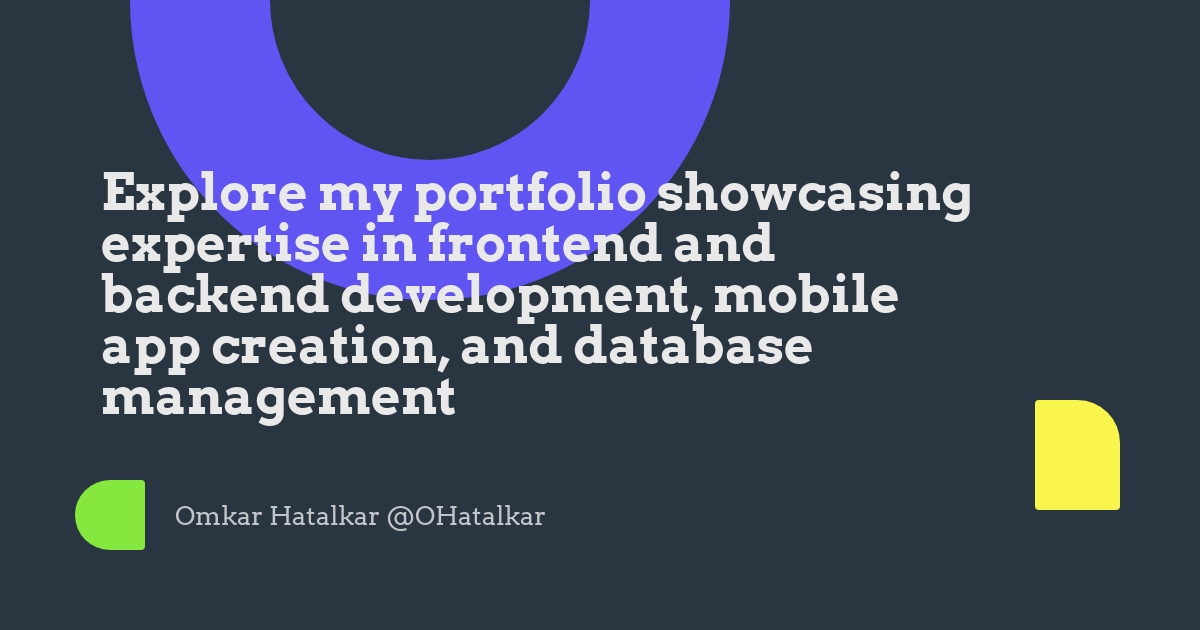 Explore my portfolio showcasing
expertise in frontend and
backend development, mobile
app creation, and database
management
Omkar Hatalkar @OHatalkar